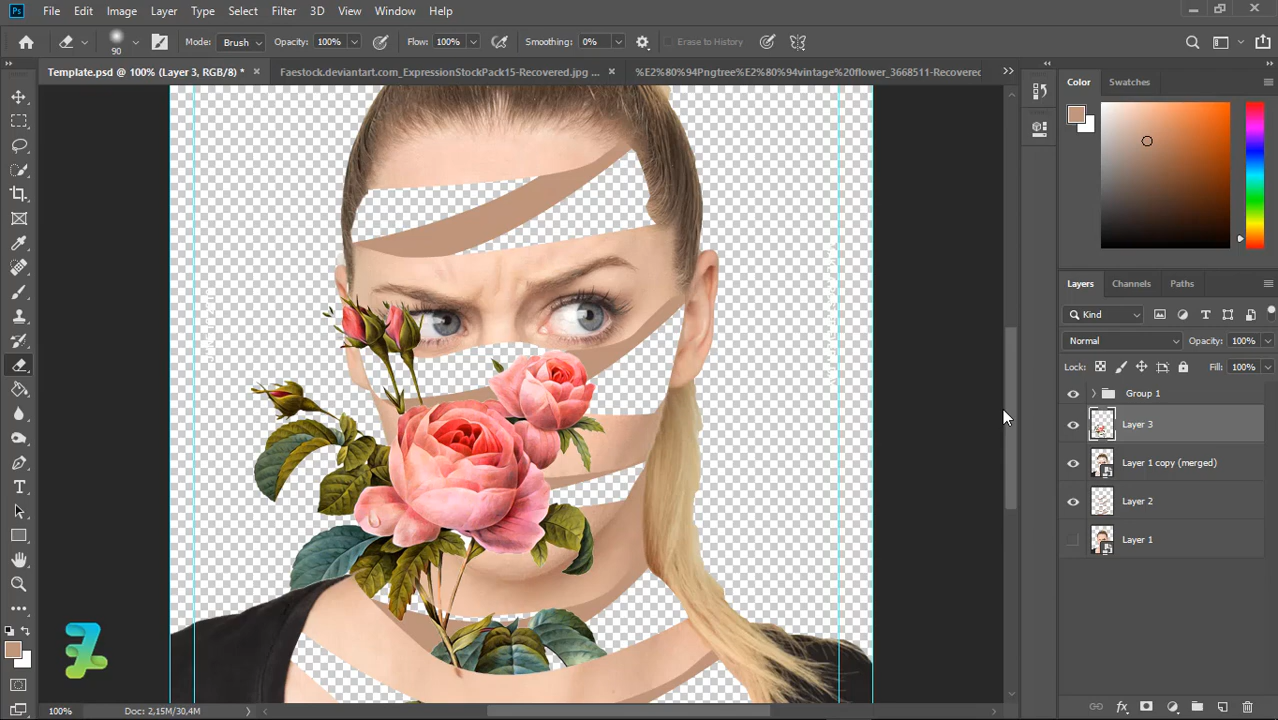 Ps File Edit Image Layer Type Select Filter 3D View Window Help
90 Mode: Brush Opacity: 100% Flow: 100% Smoothing: 0% Erase to History
Template.psd @ 100% (Layer 3, RGB/8) * × Faestock.deviantart.com_ExpressionStockPack15-Recovered.jpg ... × %E2%80%94Pngtree%E2%80%94vintage%20flower_3668511-Recovered
Color Swatches
Layers Channels Paths
Kind
Normal Opacity: 100%
Lock: Fill: 100%
Group 1
Layer 3
Layer 1 copy (merged)
Layer 2
Layer 1
100% Doc: 2,15M/30,4M